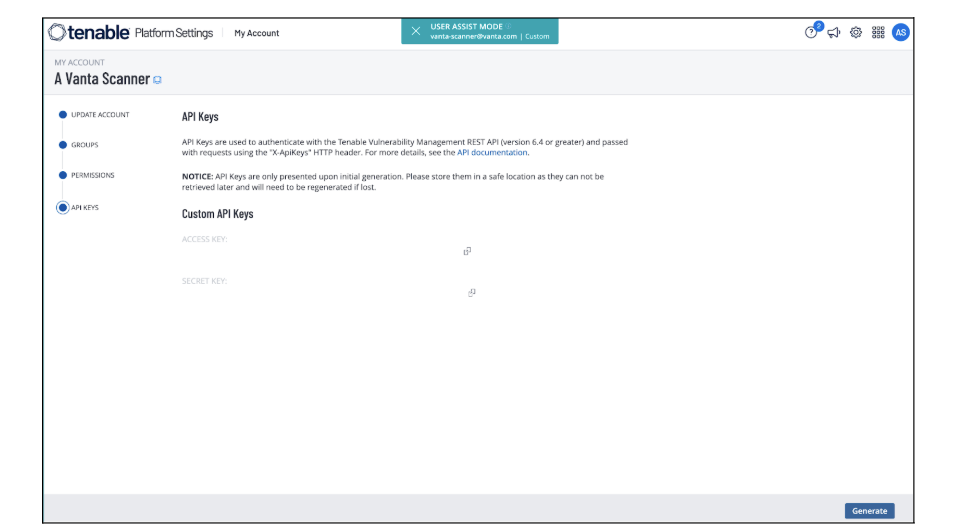 tenable Platform Settings My Account
USER ASSIST MODE
vanta-scanner@vanta.com | Custom
2
AS
MY ACCOUNT
A Vanta Scanner
UPDATE ACCOUNT
GROUPS
PERMISSIONS
API KEYS
API Keys
API Keys are used to authenticate with the Tenable Vulnerability Management REST API (version 6.4 or greater) and passed
with requests using the "X-ApiKeys" HTTP header. For more details, see the API documentation.
NOTICE: API Keys are only presented upon initial generation. Please store them in a safe location as they can not be
retrieved later and will need to be regenerated if lost.
Custom API Keys
ACCESS KEY:
SECRET KEY:
Generate